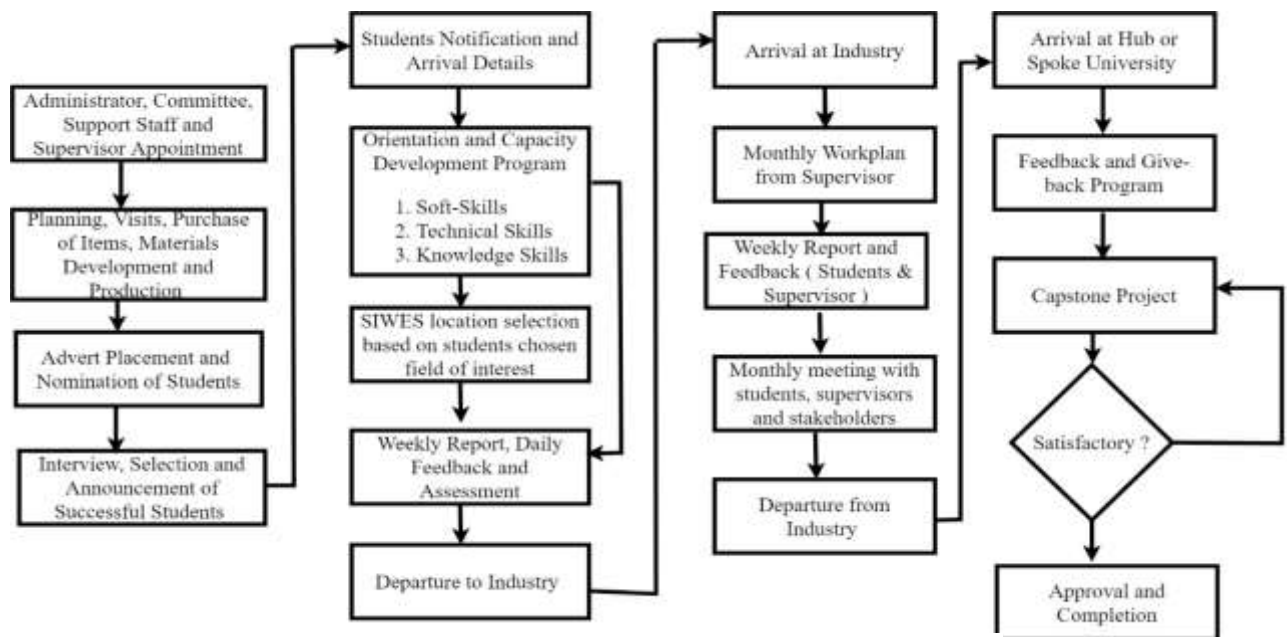 Administrator, Committee,
Support Staff and
Supervisor Appointment
Planning, Visits, Purchase
of Items, Materials
Development and
Production
Advert Placement and
Nomination of Students
Interview, Selection and
Announcement of
Successful Students
Students Notification and
Arrival Details
Orientation and Capacity
Development Program
1. Soft-Skills
2. Technical Skills
3. Knowledge Skills
SIWES location selection
based on students chosen
field of interest
Weekly Report, Daily
Feedback and
Assessment
Departure to Industry
Arrival at Industry
Monthly Workplan
from Supervisor
Weekly Report and
Feedback ( Students &
Supervisor )
Monthly meeting with
students, supervisors
and stakeholders
Departure from
Industry
Arrival at Hub or
Spoke University
Feedback and Give-
back Program
Capstone Project
Satisfactory ?
Approval and
Completion